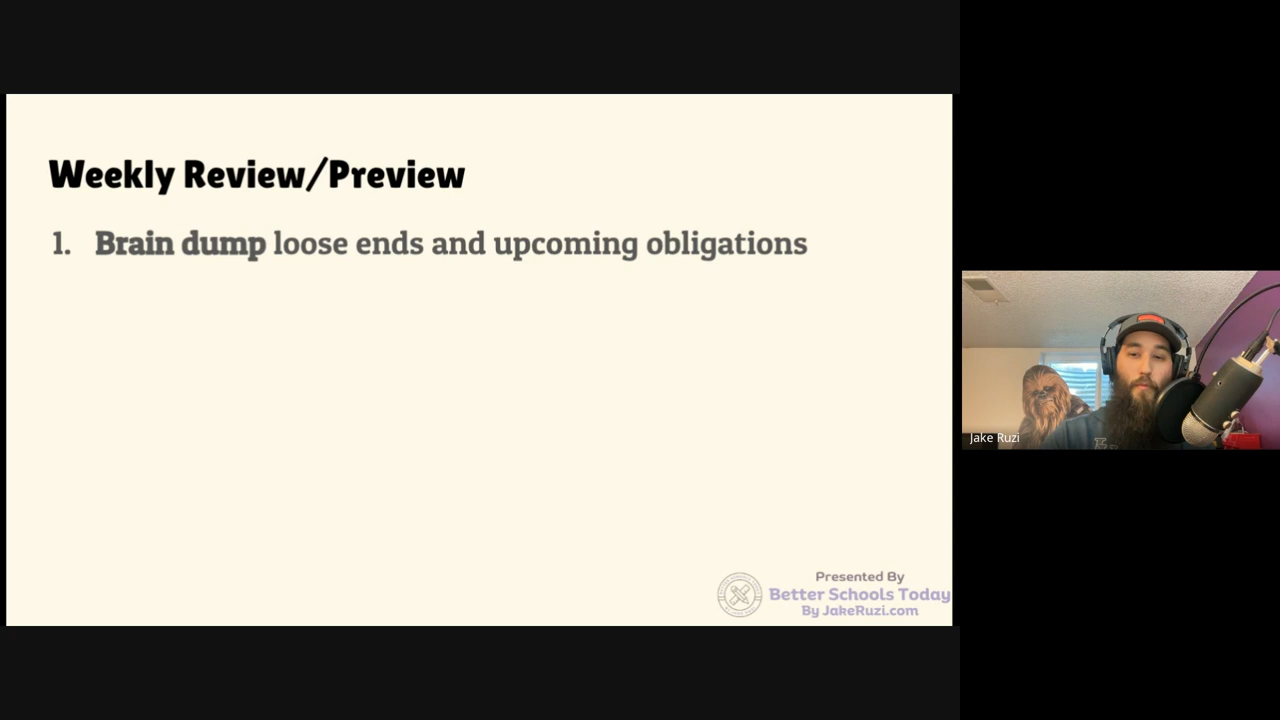 Weekly Review/Preview
1. Brain dump loose ends and upcoming obligations
Presented By
Better Schools Today
By JakeRuzi.com
Jake Ruzi